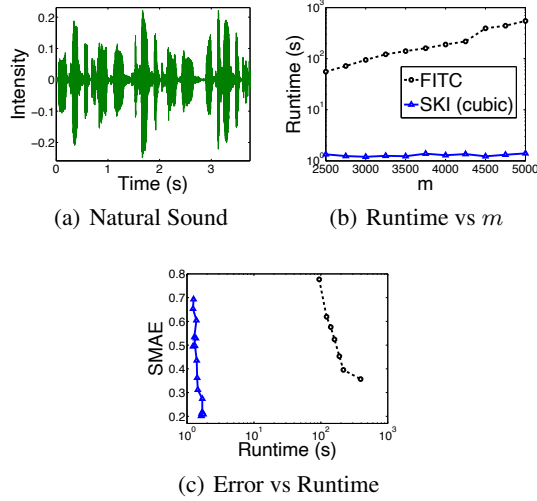 0.2
0.1
0
−0.1
−0.2
Intensity
0 1 2 3
Time (s)
(a) Natural Sound
10³
10²
10¹
10⁰
Runtime (s)
FITC
SKI (cubic)
2500 3000 3500 4000 4500 5000
m
(b) Runtime vs m
0.8
0.7
0.6
0.5
0.4
0.3
0.2
SMAE
10⁰ 10¹ 10² 10³
Runtime (s)
(c) Error vs Runtime